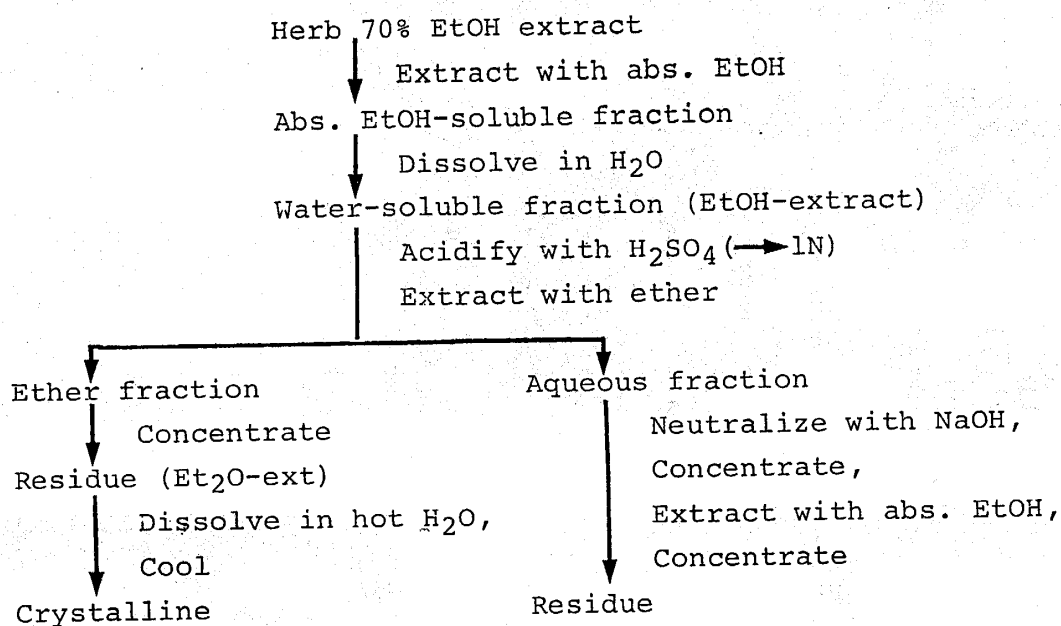 Herb 70% EtOH extract
Extract with abs. EtOH
Abs. EtOH-soluble fraction
Dissolve in H₂O
Water-soluble fraction (EtOH-extract)
Acidify with H₂SO₄(→1N)
Extract with ether
Ether fraction
Concentrate
Residue (Et₂O-ext)
Dissolve in hot H₂O,
Cool
Crystalline
Aqueous fraction
Neutralize with NaOH,
Concentrate,
Extract with abs. EtOH,
Concentrate
Residue